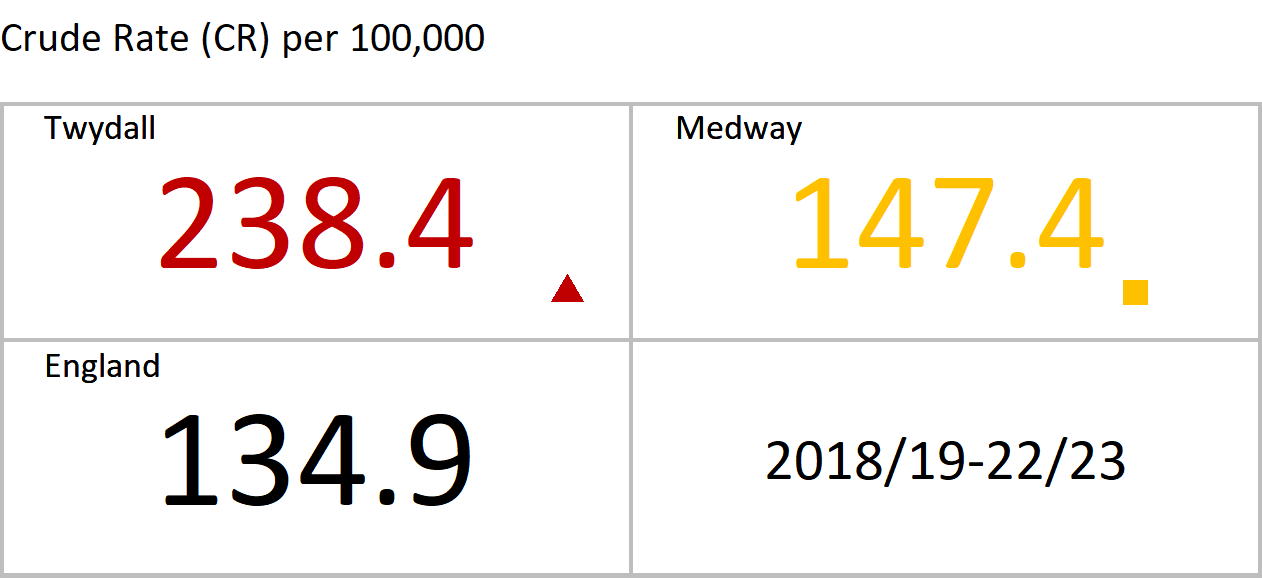 Crude Rate (CR) per 100,000
Twydall
238.4
Medway
147.4
England
134.9
2018/19-22/23